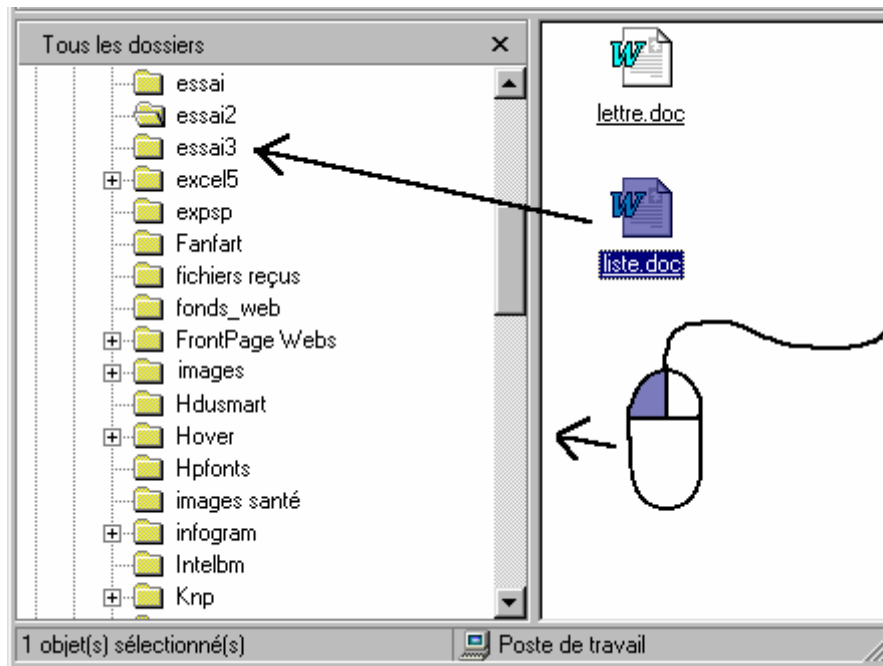 Tous les dossiers
essai
essai2
essai3
excel5
expsp
Fanfart
fichiers reçus
fonds_web
FrontPage Webs
images
Hdusmart
Hover
Hpfonts
images santé
infogram
Intelbm
Knp
lettre.doc
liste.doc
1 objet(s) sélectionné(s)
Poste de travail